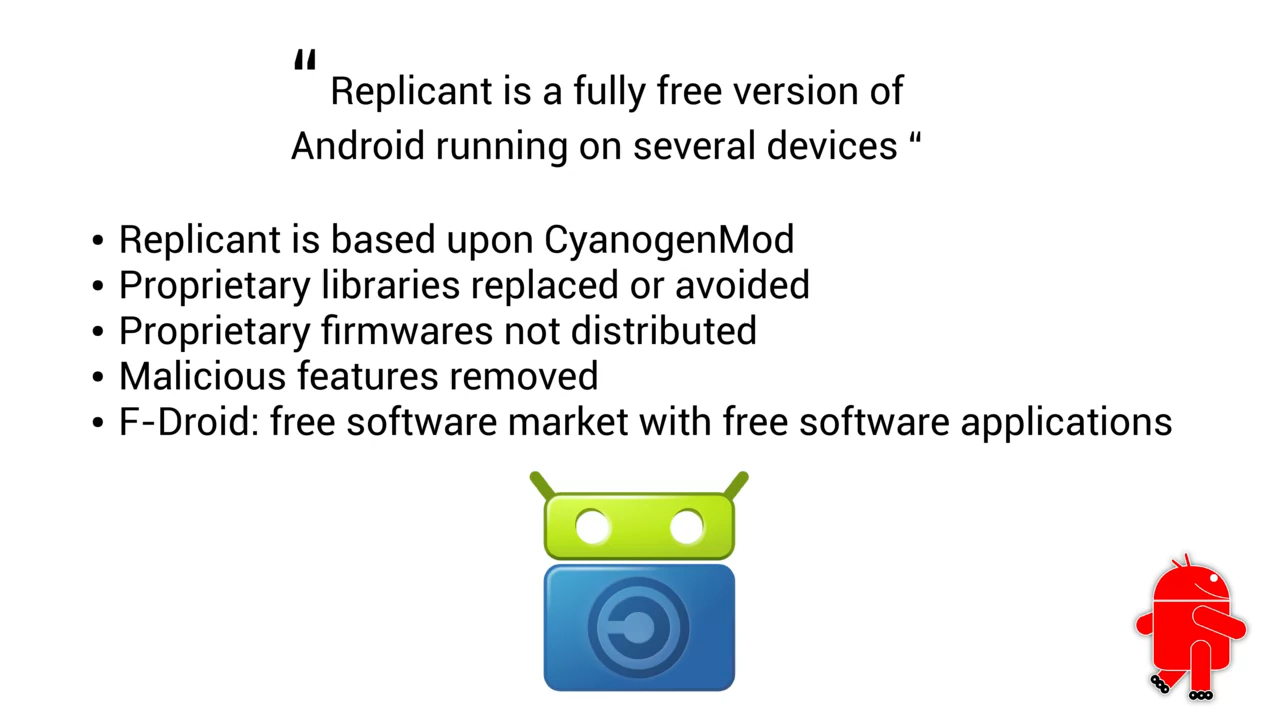 “ Replicant is a fully free version of
Android running on several devices “
• Replicant is based upon CyanogenMod
• Proprietary libraries replaced or avoided
• Proprietary firmwares not distributed
• Malicious features removed
• F-Droid: free software market with free software applications